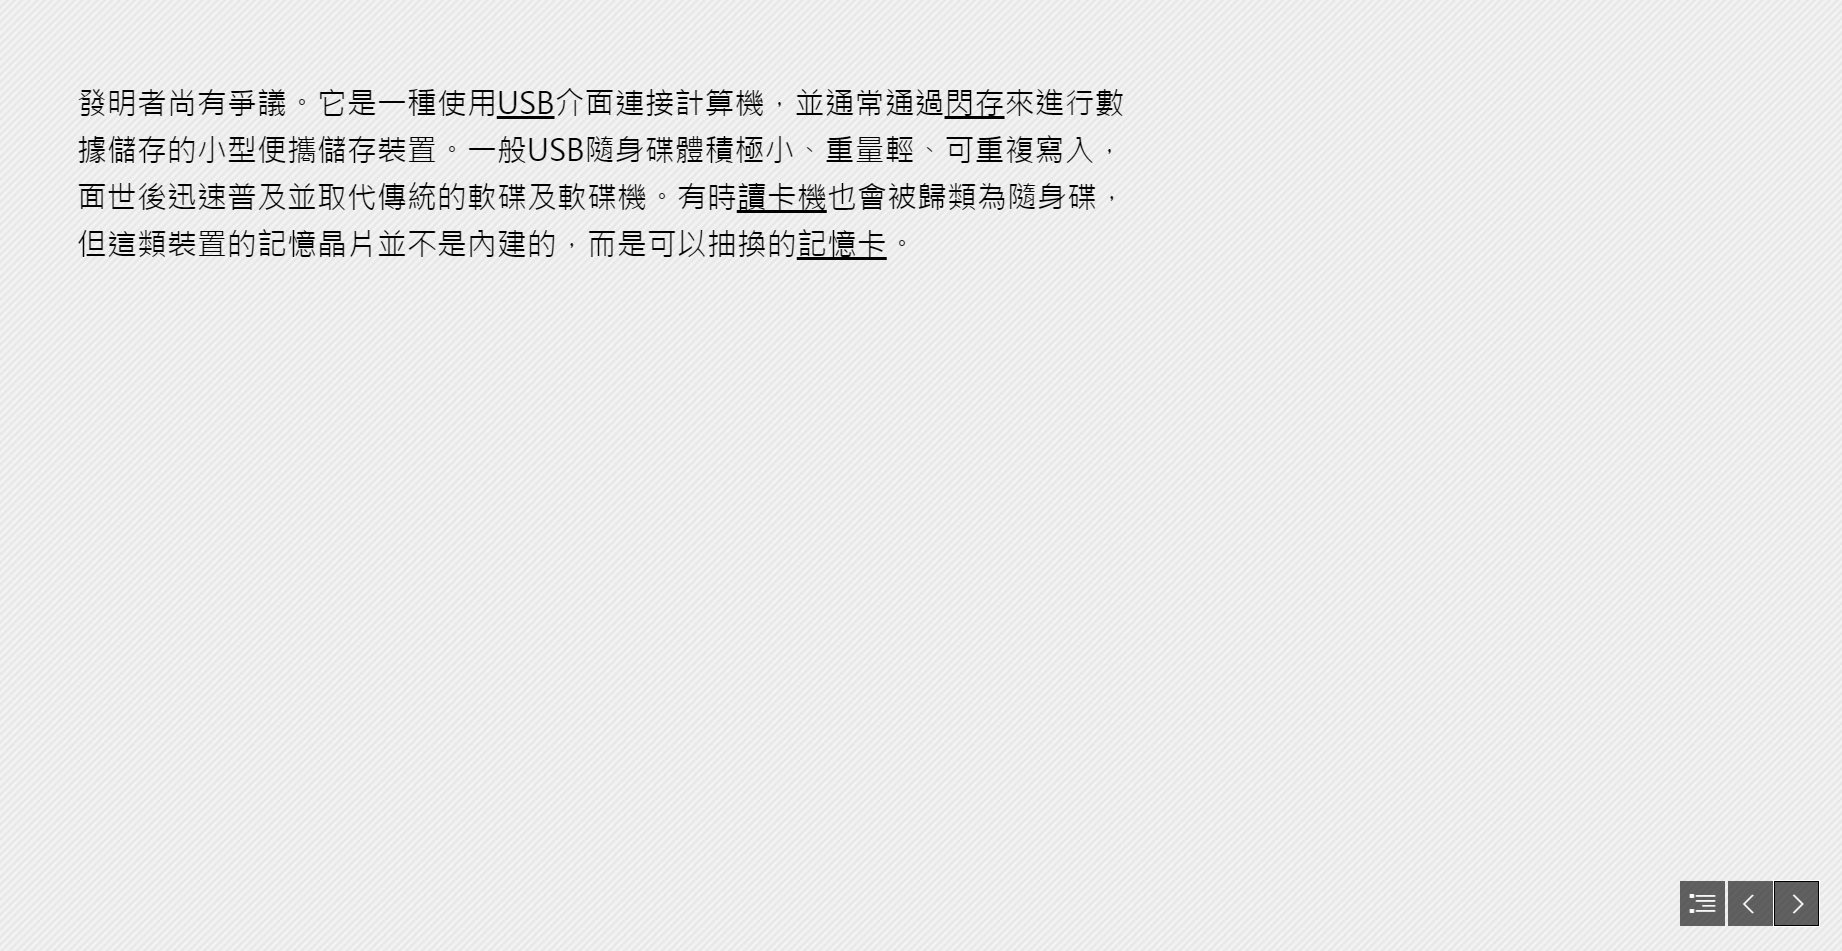 發明者尚有爭議。它是一種使用USB介面連接計算機，並通常通過閃存來進行數
據儲存的小型便攜儲存裝置。一般USB隨身碟體積極小、重量輕、可重複寫入，
面世後迅速普及並取代傳統的軟碟及軟碟機。有時讀卡機也會被歸類為隨身碟，
但這類裝置的記憶晶片並不是內建的，而是可以抽換的記憶卡。